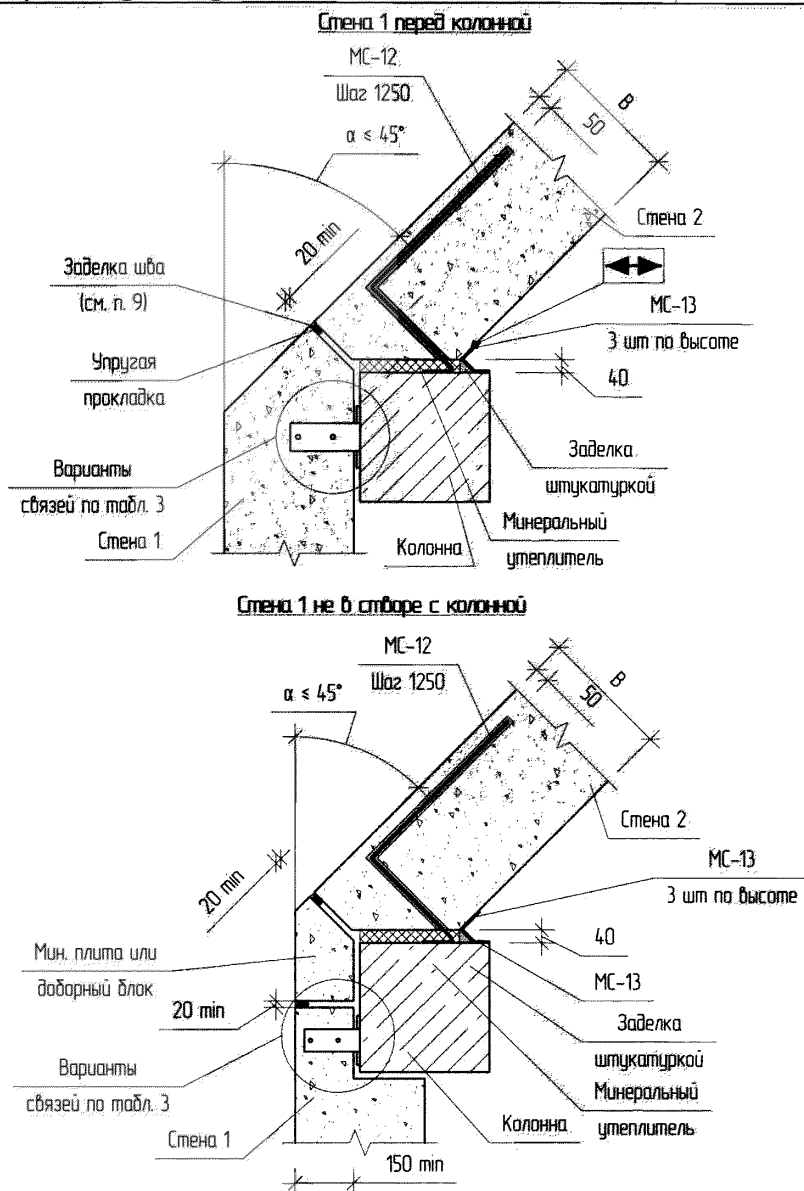 Стена 1 перед колонной
МС-12
Шаг 1250
α ≤ 45°
B
50
20 min
Стена 2
Заделка шва
(см. п. 9)
МС-13
3 шт по высоте
Упругая
прокладка
40
Варианты
связей по табл. 3
Заделка
штукатуркой
Стена 1
Колонна
Минеральный
утеплитель
Стена 1 не в створе с колонной
МС-12
Шаг 1250
α ≤ 45°
B
50
Стена 2
20 min
МС-13
3 шт по высоте
Мин. плита или
доборный блок
40
20 min
МС-13
Варианты
связей по табл. 3
Заделка
штукатуркой
Минеральный
утеплитель
Стена 1
Колонна
150 min